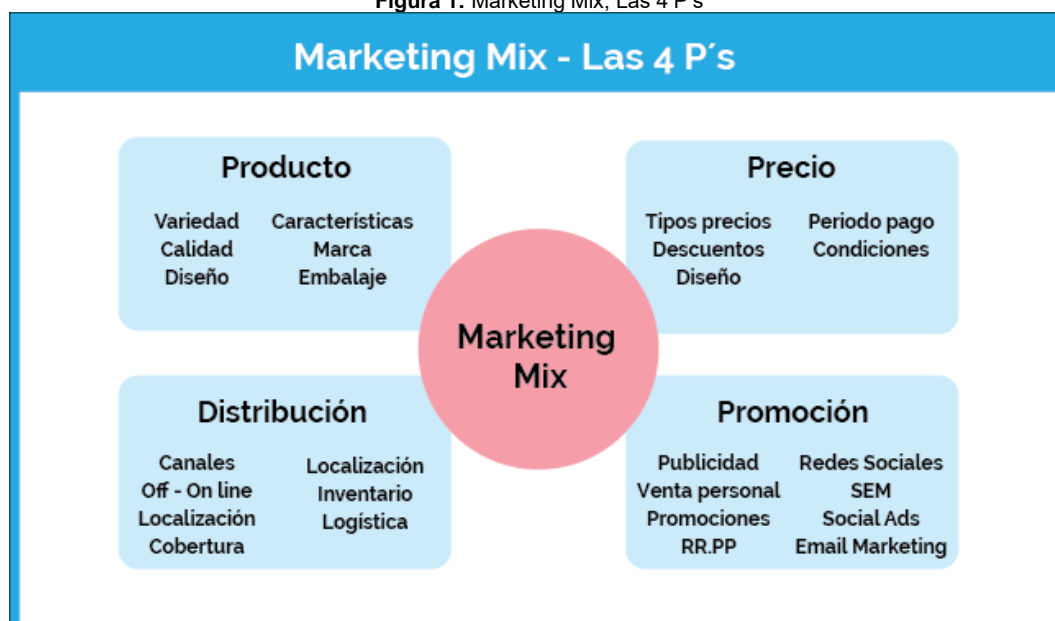 Figura 1. Marketing Mix, Las 4 P's
Marketing Mix - Las 4 P´s
Producto
Variedad Características
Calidad Marca
Diseño Embalaje
Precio
Tipos precios Periodo pago
Descuentos Condiciones
Diseño
Marketing
Mix
Distribución
Canales Localización
Off - On line Inventario
Localización Logística
Cobertura
Promoción
Publicidad Redes Sociales
Venta personal SEM
Promociones Social Ads
RR.PP Email Marketing